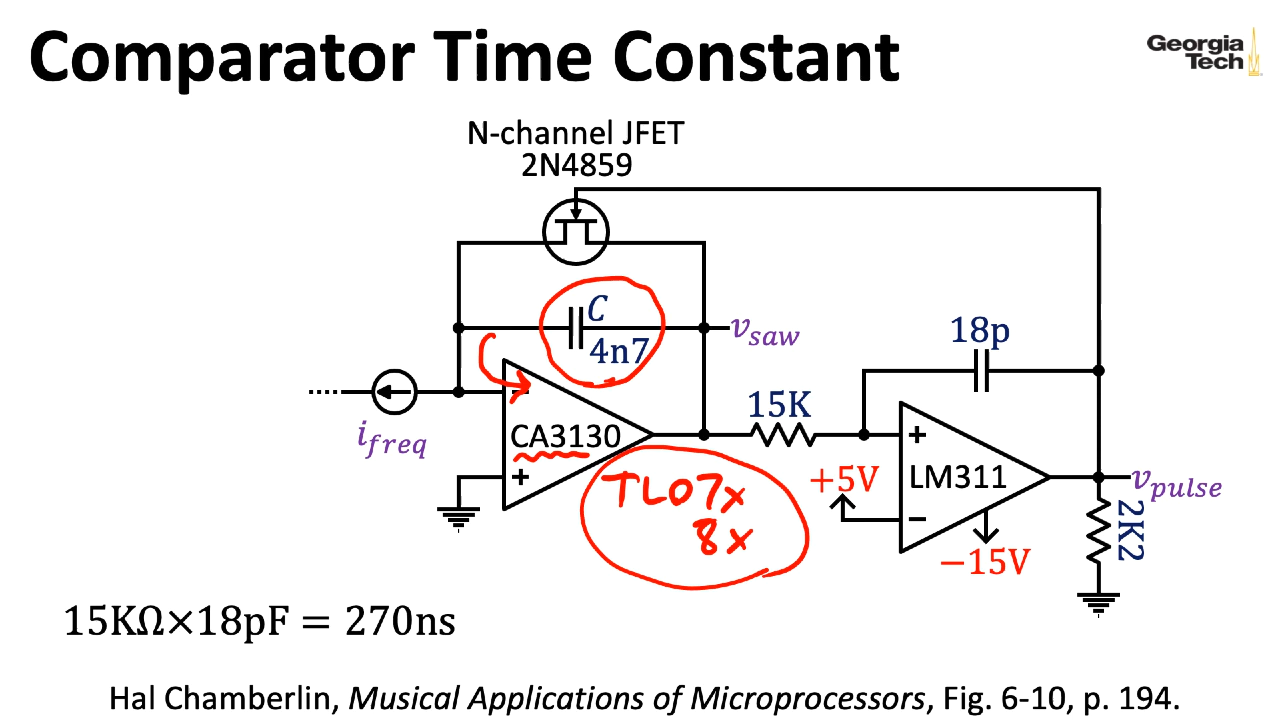 Comparator Time Constant
Georgia
Tech
N-channel JFET
2N4859
C
4n7
v_saw
18p
i_freq
15K
CA3130
−
+
TL07x
8x
+5V
+
LM311
−
−15V
v_pulse
2K2
15KΩ×18pF = 270ns
Hal Chamberlin, Musical Applications of Microprocessors, Fig. 6-10, p. 194.